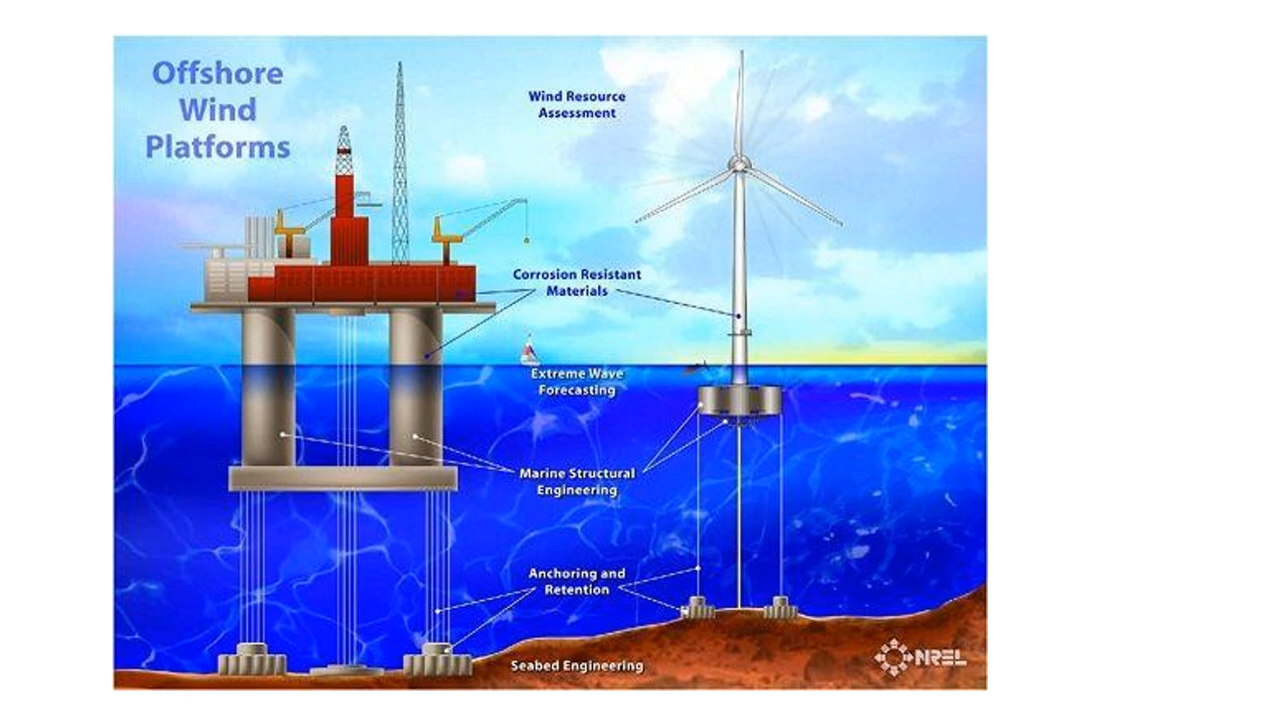 Offshore
Wind
Platforms
Wind Resource
Assessment
Corrosion Resistant
Materials
Extreme Wave
Forecasting
Marine Structural
Engineering
Anchoring and
Retention
Seabed Engineering
NREL